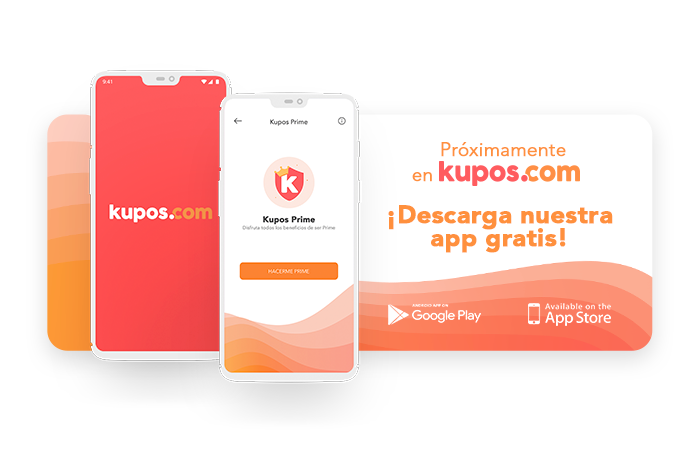 9:41
kupos.com
Kupos Prime
K
Kupos Prime
Disfruta todos los beneficios de ser Prime
HACERME PRIME
Próximamente
en kupos.com
¡Descarga nuestra
app gratis!
ANDROID APP ON
Google Play
Available on the
App Store